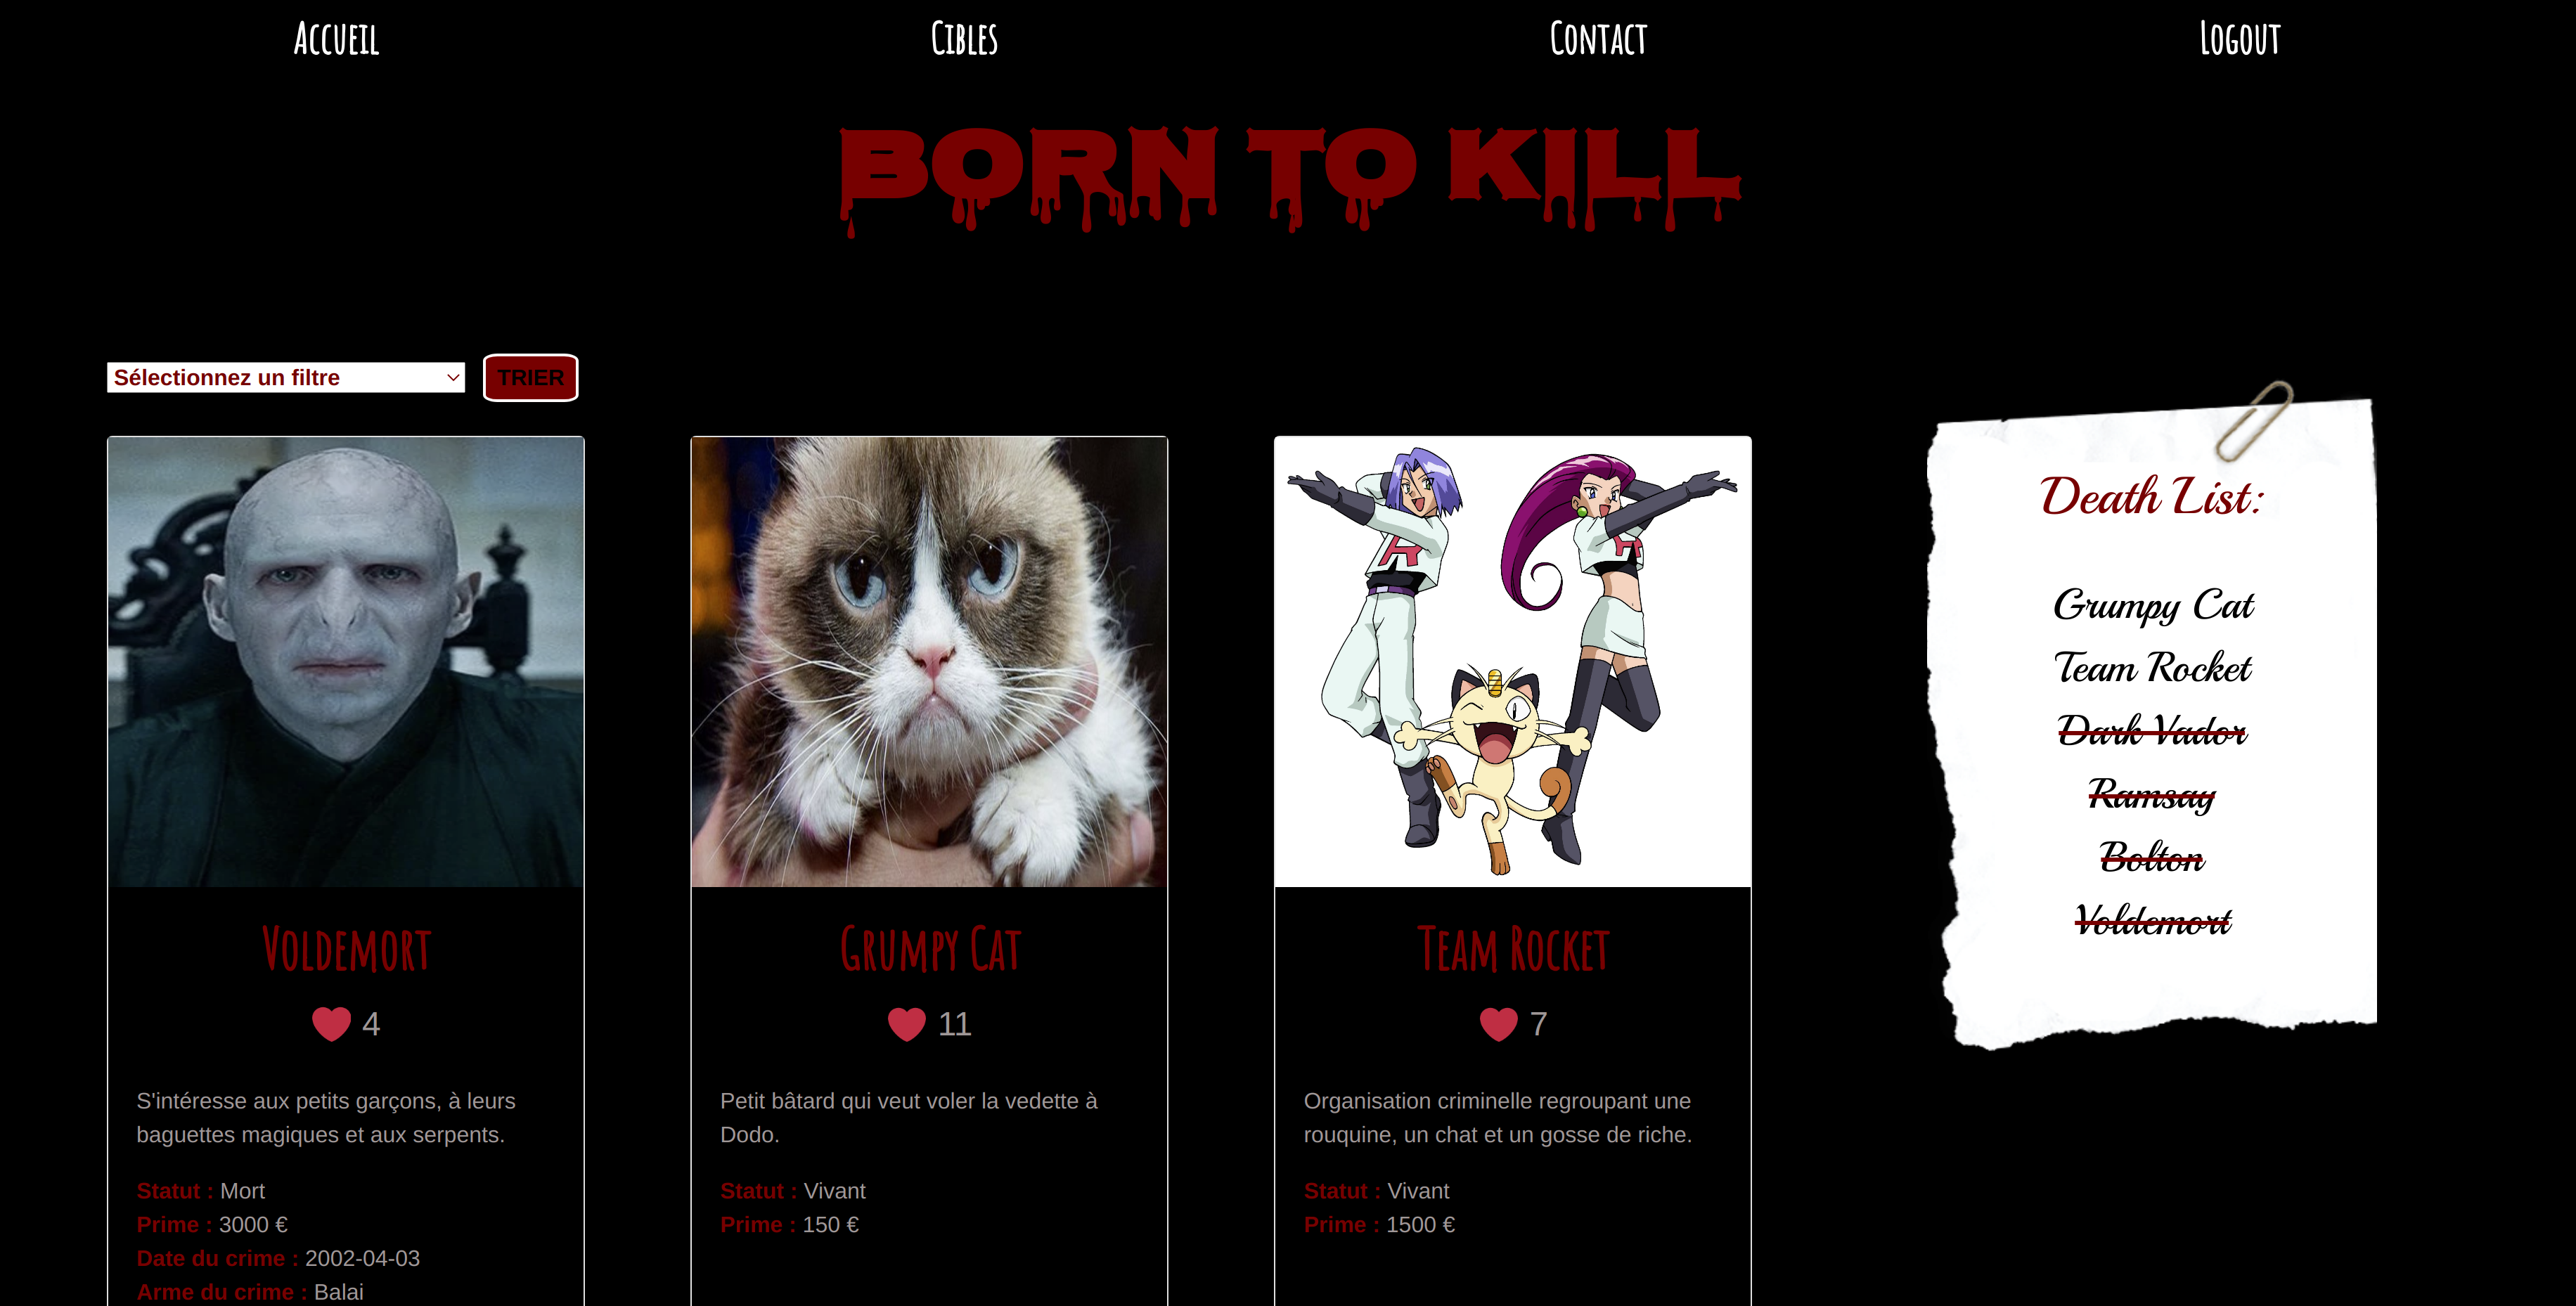 Accueil
Cibles
Contact
Logout
BORN TO KILL
Sélectionnez un filtre
TRIER
Voldemort
4
S'intéresse aux petits garçons, à leurs
baguettes magiques et aux serpents.
Statut : Mort
Prime : 3000 €
Date du crime : 2002-04-03
Arme du crime : Balai
Grumpy Cat
11
Petit bâtard qui veut voler la vedette à
Dodo.
Statut : Vivant
Prime : 150 €
R
R
Team Rocket
7
Organisation criminelle regroupant une
rouquine, un chat et un gosse de riche.
Statut : Vivant
Prime : 1500 €
Death List:
Grumpy Cat
Team Rocket
Dark Vador
Ramsay
Bolton
Voldemort